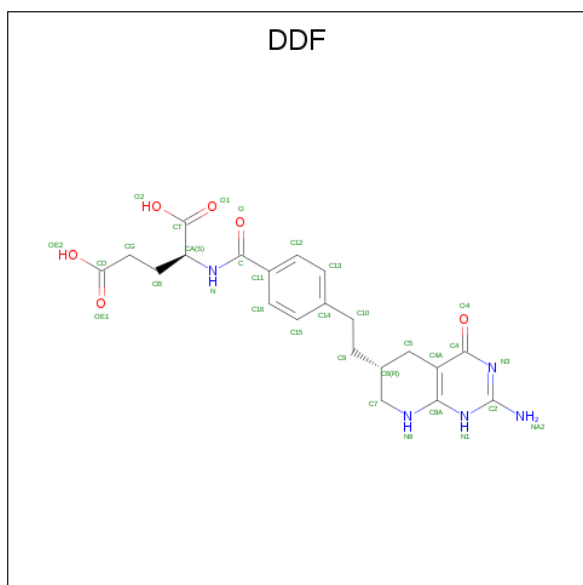 DDF
O2
O1
HO
O
CT
O
O
OE2
CG
CA(S)
C12
HO
CD
CB
O
N
H
N
C
C11
C13
OE1
C16
C14
C10
C15
O4
O
C9
C5
C4
C4A
N
N3
C6(R)
C7
C8A
C2
N
H
N8
N
H
N1
NH2
NA2